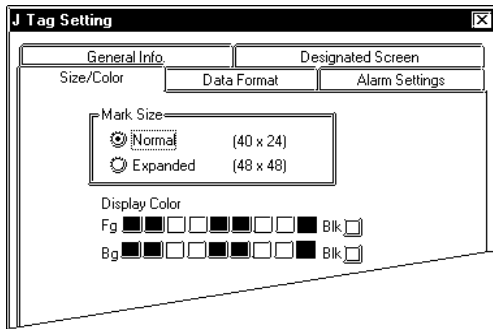 J Tag Setting
General Info.
Designated Screen
Size/Color
Data Format
Alarm Settings
Mark Size
Normal (40 x 24)
Expanded (48 x 48)
Display Color
Fg Blk
Bg Blk